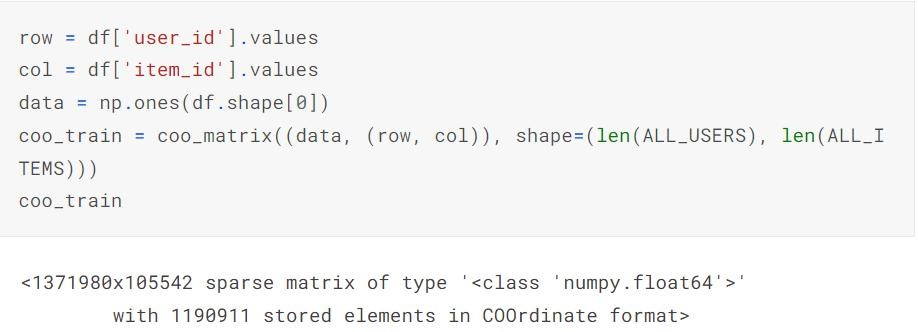 row = df['user_id'].values
col = df['item_id'].values
data = np.ones(df.shape[0])
coo_train = coo_matrix((data, (row, col)), shape=(len(ALL_USERS), len(ALL_I
TEMS)))
coo_train
<1371980x105542 sparse matrix of type '<class 'numpy.float64'>'
        with 1190911 stored elements in COOrdinate format>